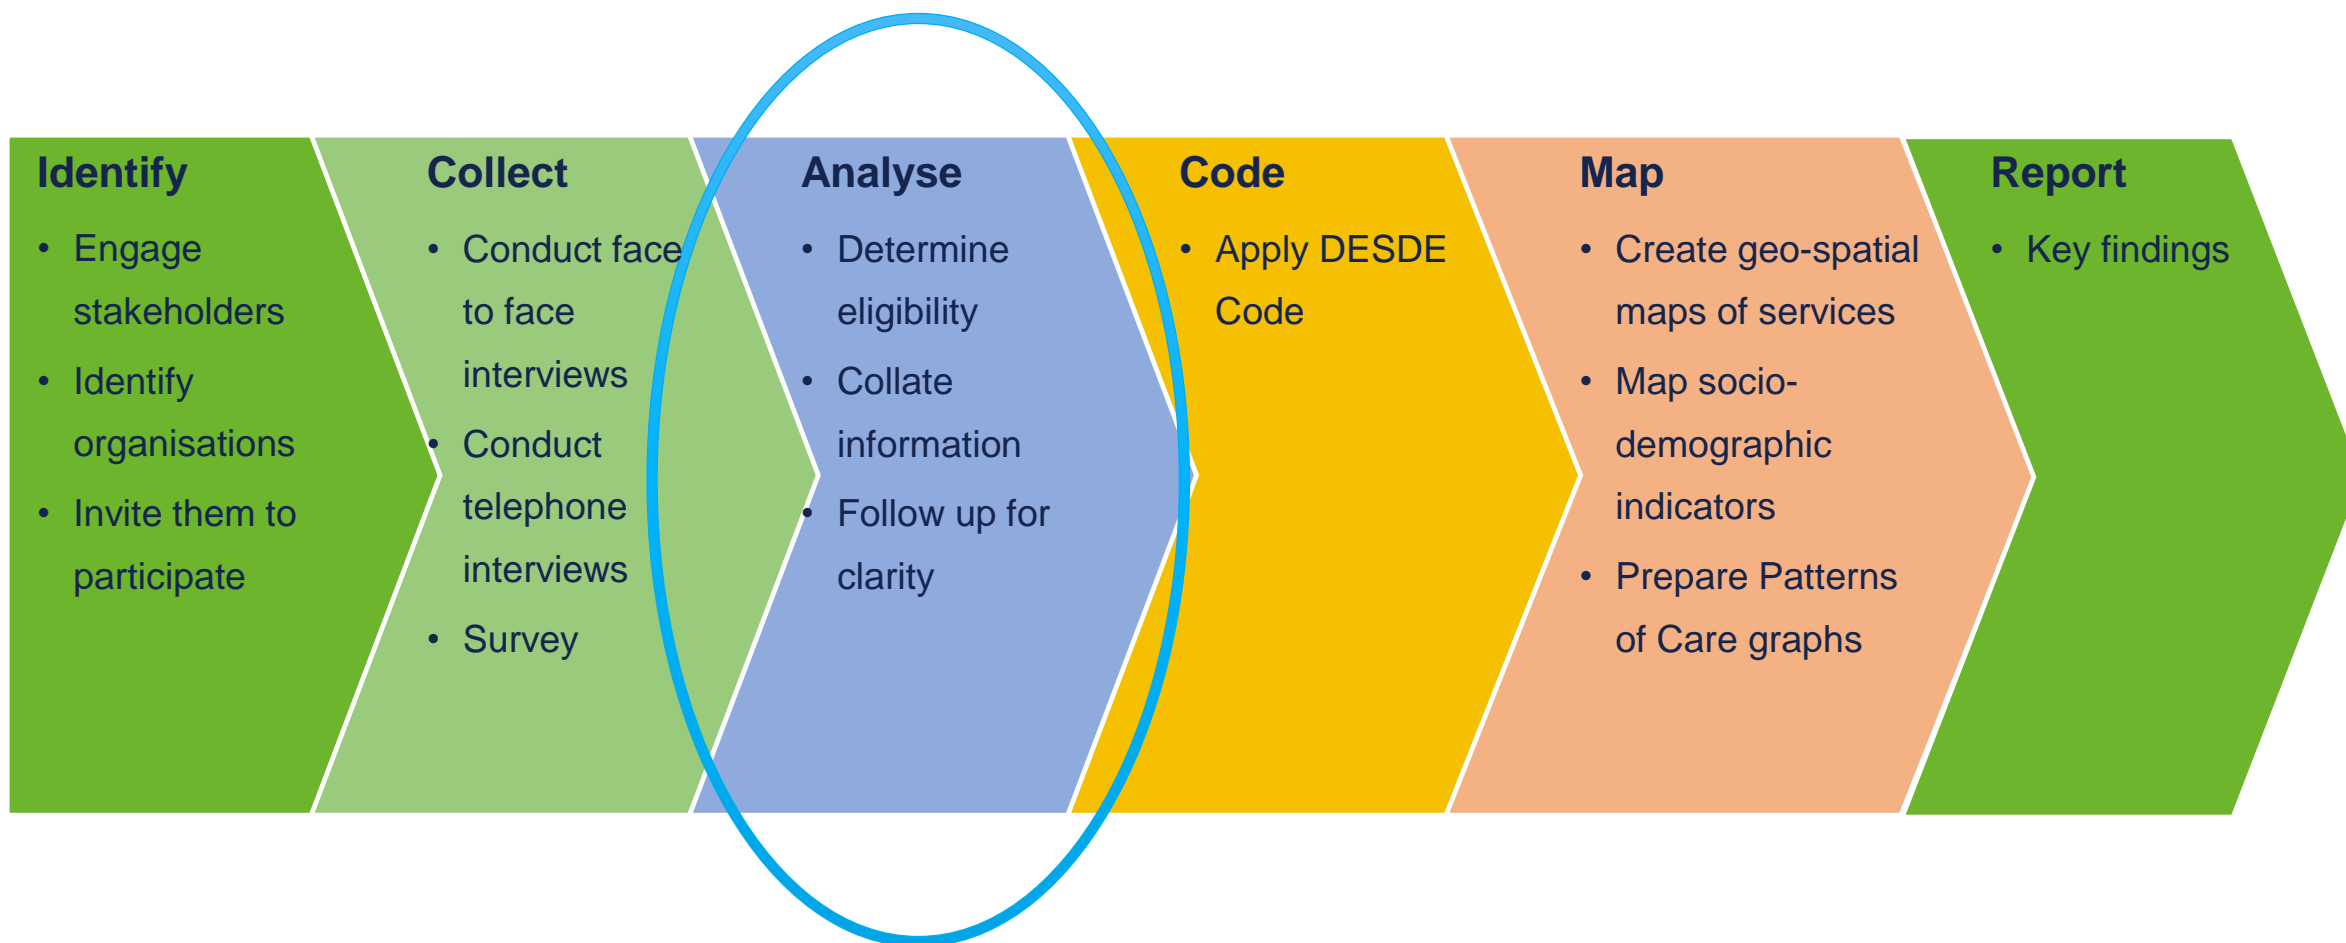 Identify
• Engage
stakeholders
• Identify
organisations
• Invite them to
participate
Collect
• Conduct face
to face
interviews
• Conduct
telephone
interviews
• Survey
Analyse
• Determine
eligibility
• Collate
information
• Follow up for
clarity
Code
• Apply DESDE
Code
Map
• Create geo-spatial
maps of services
• Map socio-
demographic
indicators
• Prepare Patterns
of Care graphs
Report
• Key findings